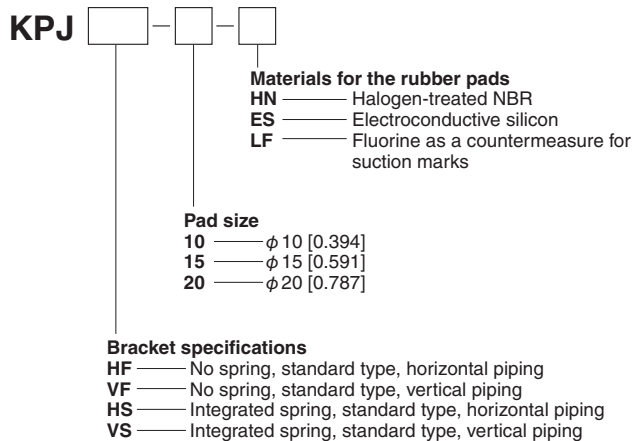 KPJ - -
Materials for the rubber pads
HN Halogen-treated NBR
ES Electroconductive silicon
LF Fluorine as a countermeasure for
suction marks
Pad size
10 φ10 [0.394]
15 φ15 [0.591]
20 φ20 [0.787]
Bracket specifications
HF No spring, standard type, horizontal piping
VF No spring, standard type, vertical piping
HS Integrated spring, standard type, horizontal piping
VS Integrated spring, standard type, vertical piping